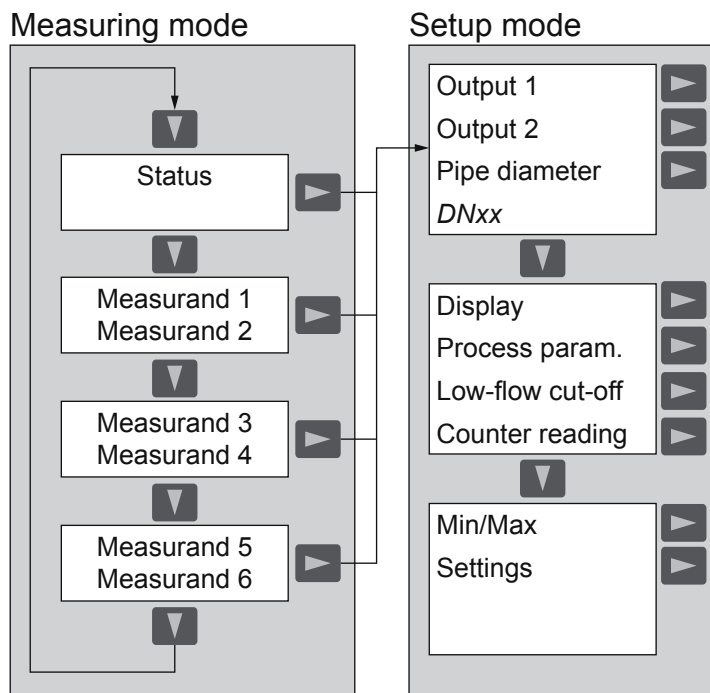 Measuring mode
Status
Measurand 1
Measurand 2
Measurand 3
Measurand 4
Measurand 5
Measurand 6
Setup mode
Output 1
Output 2
Pipe diameter
DNxx
Display
Process param.
Low-flow cut-off
Counter reading
Min/Max
Settings